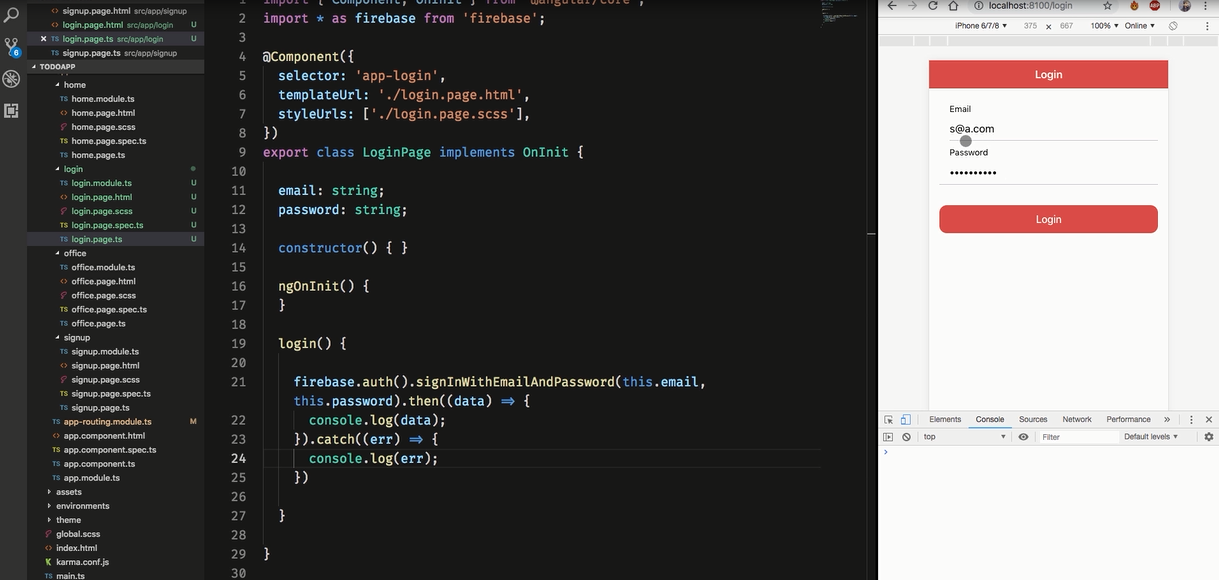 signup.page.html src/app/signup
login.page.html src/app/login U
login.page.ts src/app/login U
signup.page.ts src/app/signup
6
TODOAPP
home
TS home.module.ts
<> home.page.html
home.page.scss
TS home.page.spec.ts
TS home.page.ts
login
TS login.module.ts U
<> login.page.html U
login.page.scss U
TS login.page.spec.ts U
TS login.page.ts U
office
TS office.module.ts
<> office.page.html
office.page.scss
TS office.page.spec.ts
TS office.page.ts
signup
TS signup.module.ts
<> signup.page.html
signup.page.scss
TS signup.page.spec.ts
TS signup.page.ts
TS app-routing.module.ts M
<> app.component.html
TS app.component.spec.ts
TS app.component.ts
TS app.module.ts
assets
environments
theme
global.scss
<> index.html
karma.conf.js
TS main.ts
1 import { Component, OnInit } from '@angular/core';
2 import * as firebase from 'firebase';
3
4 @Component({
5 selector: 'app-login',
6 templateUrl: './login.page.html',
7 styleUrls: ['./login.page.scss'],
8 })
9 export class LoginPage implements OnInit {
10
11 email: string;
12 password: string;
13
14 constructor() { }
15
16 ngOnInit() {
17 }
18
19 login() {
20
21 firebase.auth().signInWithEmailAndPassword(this.email,
this.password).then((data) => {
22 console.log(data);
23 }).catch((err) => {
24 console.log(err);
25 })
26
27 }
28
29 }
30
localhost:8100/login
ABP
iPhone 6/7/8 ▼ 375 × 667 100% ▼ Online ▼
Login
Email
s@a.com
Password
••••••••••
Login
Elements Console Sources Network Performance »
top ▼ Filter Default levels ▼
>